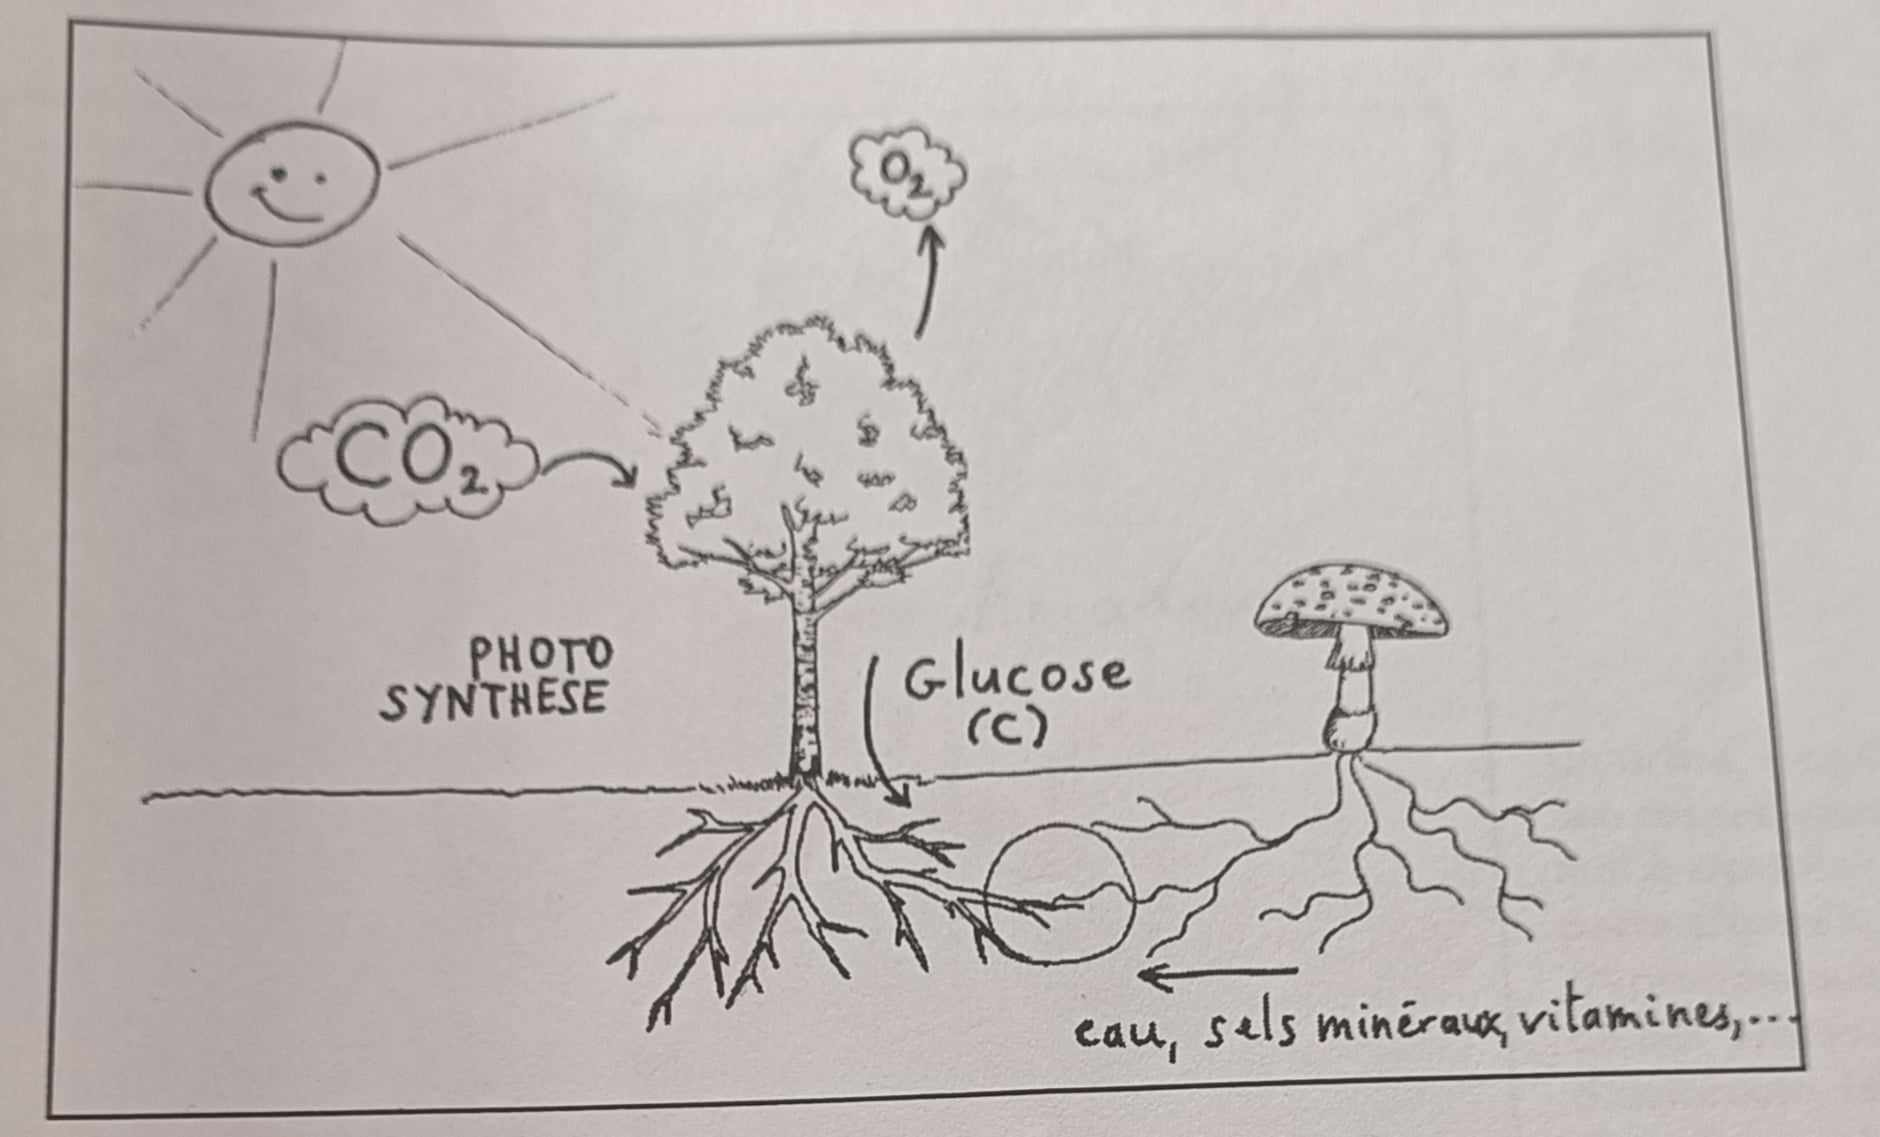 O2
CO2
PHOTO
SYNTHESE
Glucose
(C)
eau, sels minéraux, vitamines,...